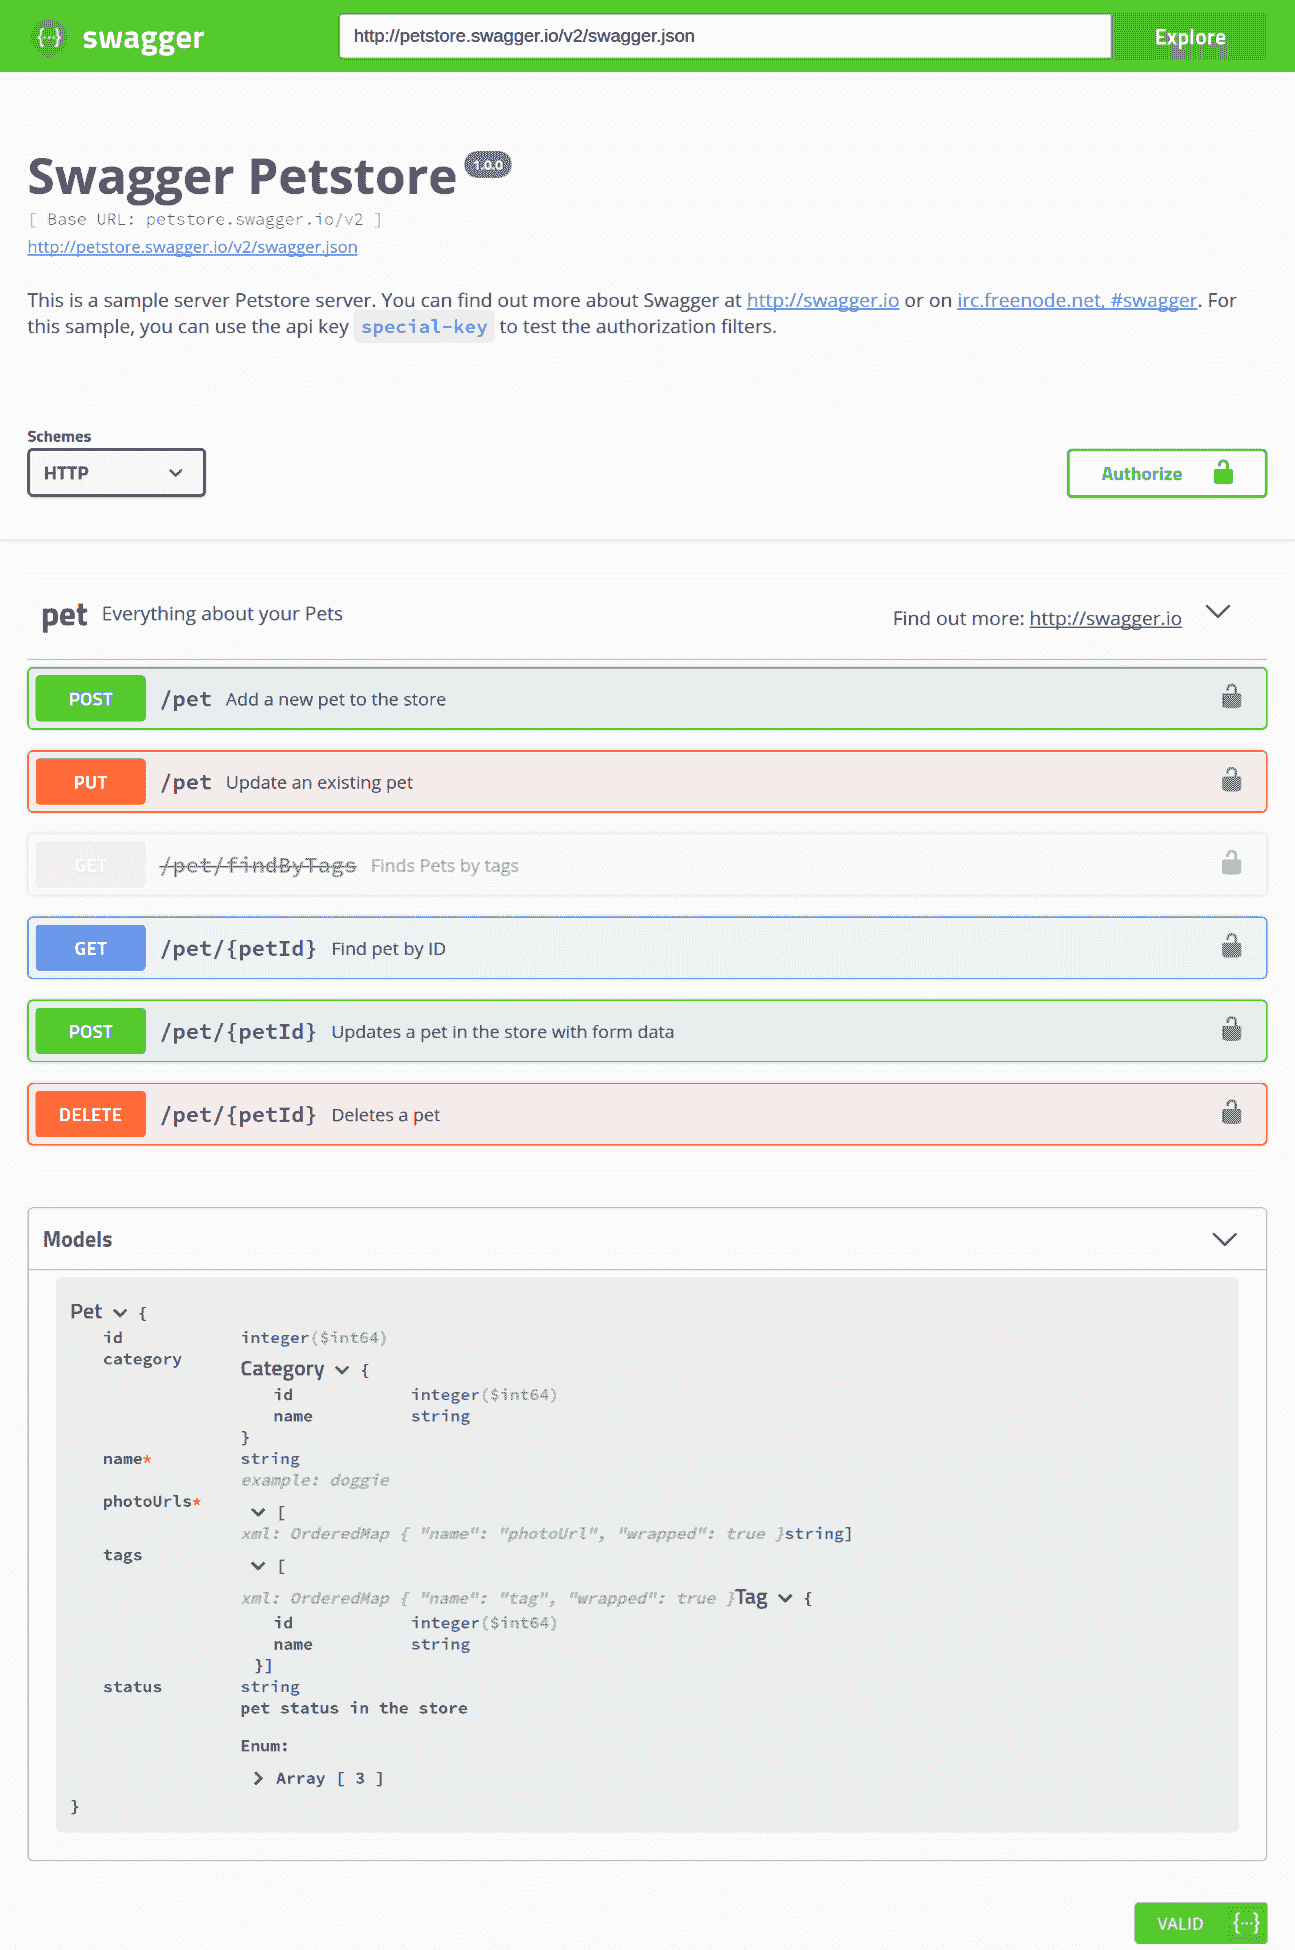 {···} swagger
http://petstore.swagger.io/v2/swagger.json
Explore
Swagger Petstore 1.0.0
[ Base URL: petstore.swagger.io/v2 ]
http://petstore.swagger.io/v2/swagger.json
This is a sample server Petstore server. You can find out more about Swagger at http://swagger.io or on irc.freenode.net, #swagger. For
this sample, you can use the api key special-key to test the authorization filters.
Schemes
HTTP
Authorize
pet Everything about your Pets
Find out more: http://swagger.io
POST /pet Add a new pet to the store
PUT /pet Update an existing pet
GET /pet/findByTags Finds Pets by tags
GET /pet/{petId} Find pet by ID
POST /pet/{petId} Updates a pet in the store with form data
DELETE /pet/{petId} Deletes a pet
Models
Pet {
id integer($int64)
category
Category {
id integer($int64)
name string
}
name* string
example: doggie
photoUrls*
[
xml: OrderedMap { "name": "photoUrl", "wrapped": true }string]
tags
[
xml: OrderedMap { "name": "tag", "wrapped": true }Tag {
id integer($int64)
name string
}]
status string
pet status in the store
Enum:
Array [ 3 ]
}
VALID {···}